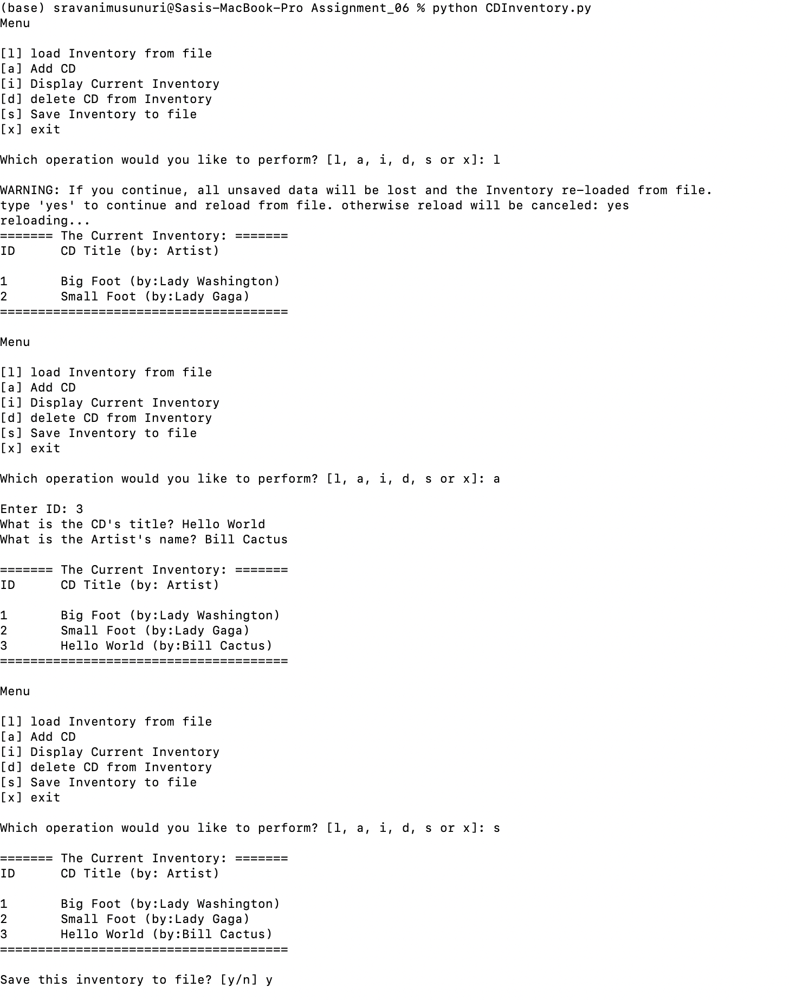 (base) sravanimusunuri@Sasis-MacBook-Pro Assignment_06 % python CDInventory.py
Menu

[l] load Inventory from file
[a] Add CD
[i] Display Current Inventory
[d] delete CD from Inventory
[s] Save Inventory to file
[x] exit

Which operation would you like to perform? [l, a, i, d, s or x]: l

WARNING: If you continue, all unsaved data will be lost and the Inventory re-loaded from file.
type 'yes' to continue and reload from file. otherwise reload will be canceled: yes
reloading...
======= The Current Inventory: =======
ID      CD Title (by: Artist)

1       Big Foot (by:Lady Washington)
2       Small Foot (by:Lady Gaga)
======================================

Menu

[l] load Inventory from file
[a] Add CD
[i] Display Current Inventory
[d] delete CD from Inventory
[s] Save Inventory to file
[x] exit

Which operation would you like to perform? [l, a, i, d, s or x]: a

Enter ID: 3
What is the CD's title? Hello World
What is the Artist's name? Bill Cactus

======= The Current Inventory: =======
ID      CD Title (by: Artist)

1       Big Foot (by:Lady Washington)
2       Small Foot (by:Lady Gaga)
3       Hello World (by:Bill Cactus)
======================================

Menu

[l] load Inventory from file
[a] Add CD
[i] Display Current Inventory
[d] delete CD from Inventory
[s] Save Inventory to file
[x] exit

Which operation would you like to perform? [l, a, i, d, s or x]: s

======= The Current Inventory: =======
ID      CD Title (by: Artist)

1       Big Foot (by:Lady Washington)
2       Small Foot (by:Lady Gaga)
3       Hello World (by:Bill Cactus)
======================================

Save this inventory to file? [y/n] y